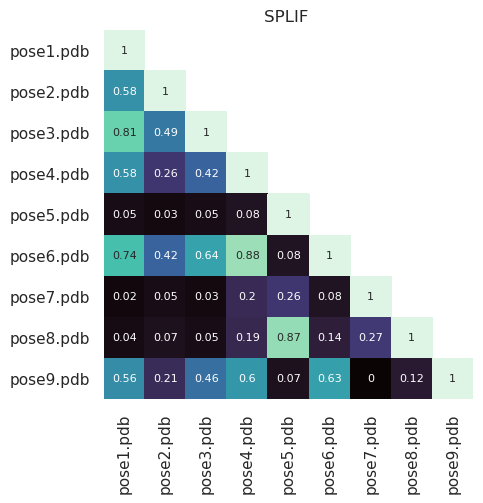 SPLIF
pose1.pdb 1
pose2.pdb 0.58 1
pose3.pdb 0.81 0.49 1
pose4.pdb 0.58 0.26 0.42 1
pose5.pdb 0.05 0.03 0.05 0.08 1
pose6.pdb 0.74 0.42 0.64 0.88 0.08 1
pose7.pdb 0.02 0.05 0.03 0.2 0.26 0.08 1
pose8.pdb 0.04 0.07 0.05 0.19 0.87 0.14 0.27 1
pose9.pdb 0.56 0.21 0.46 0.6 0.07 0.63 0 0.12 1
pose1.pdb pose2.pdb pose3.pdb pose4.pdb pose5.pdb pose6.pdb pose7.pdb pose8.pdb pose9.pdb